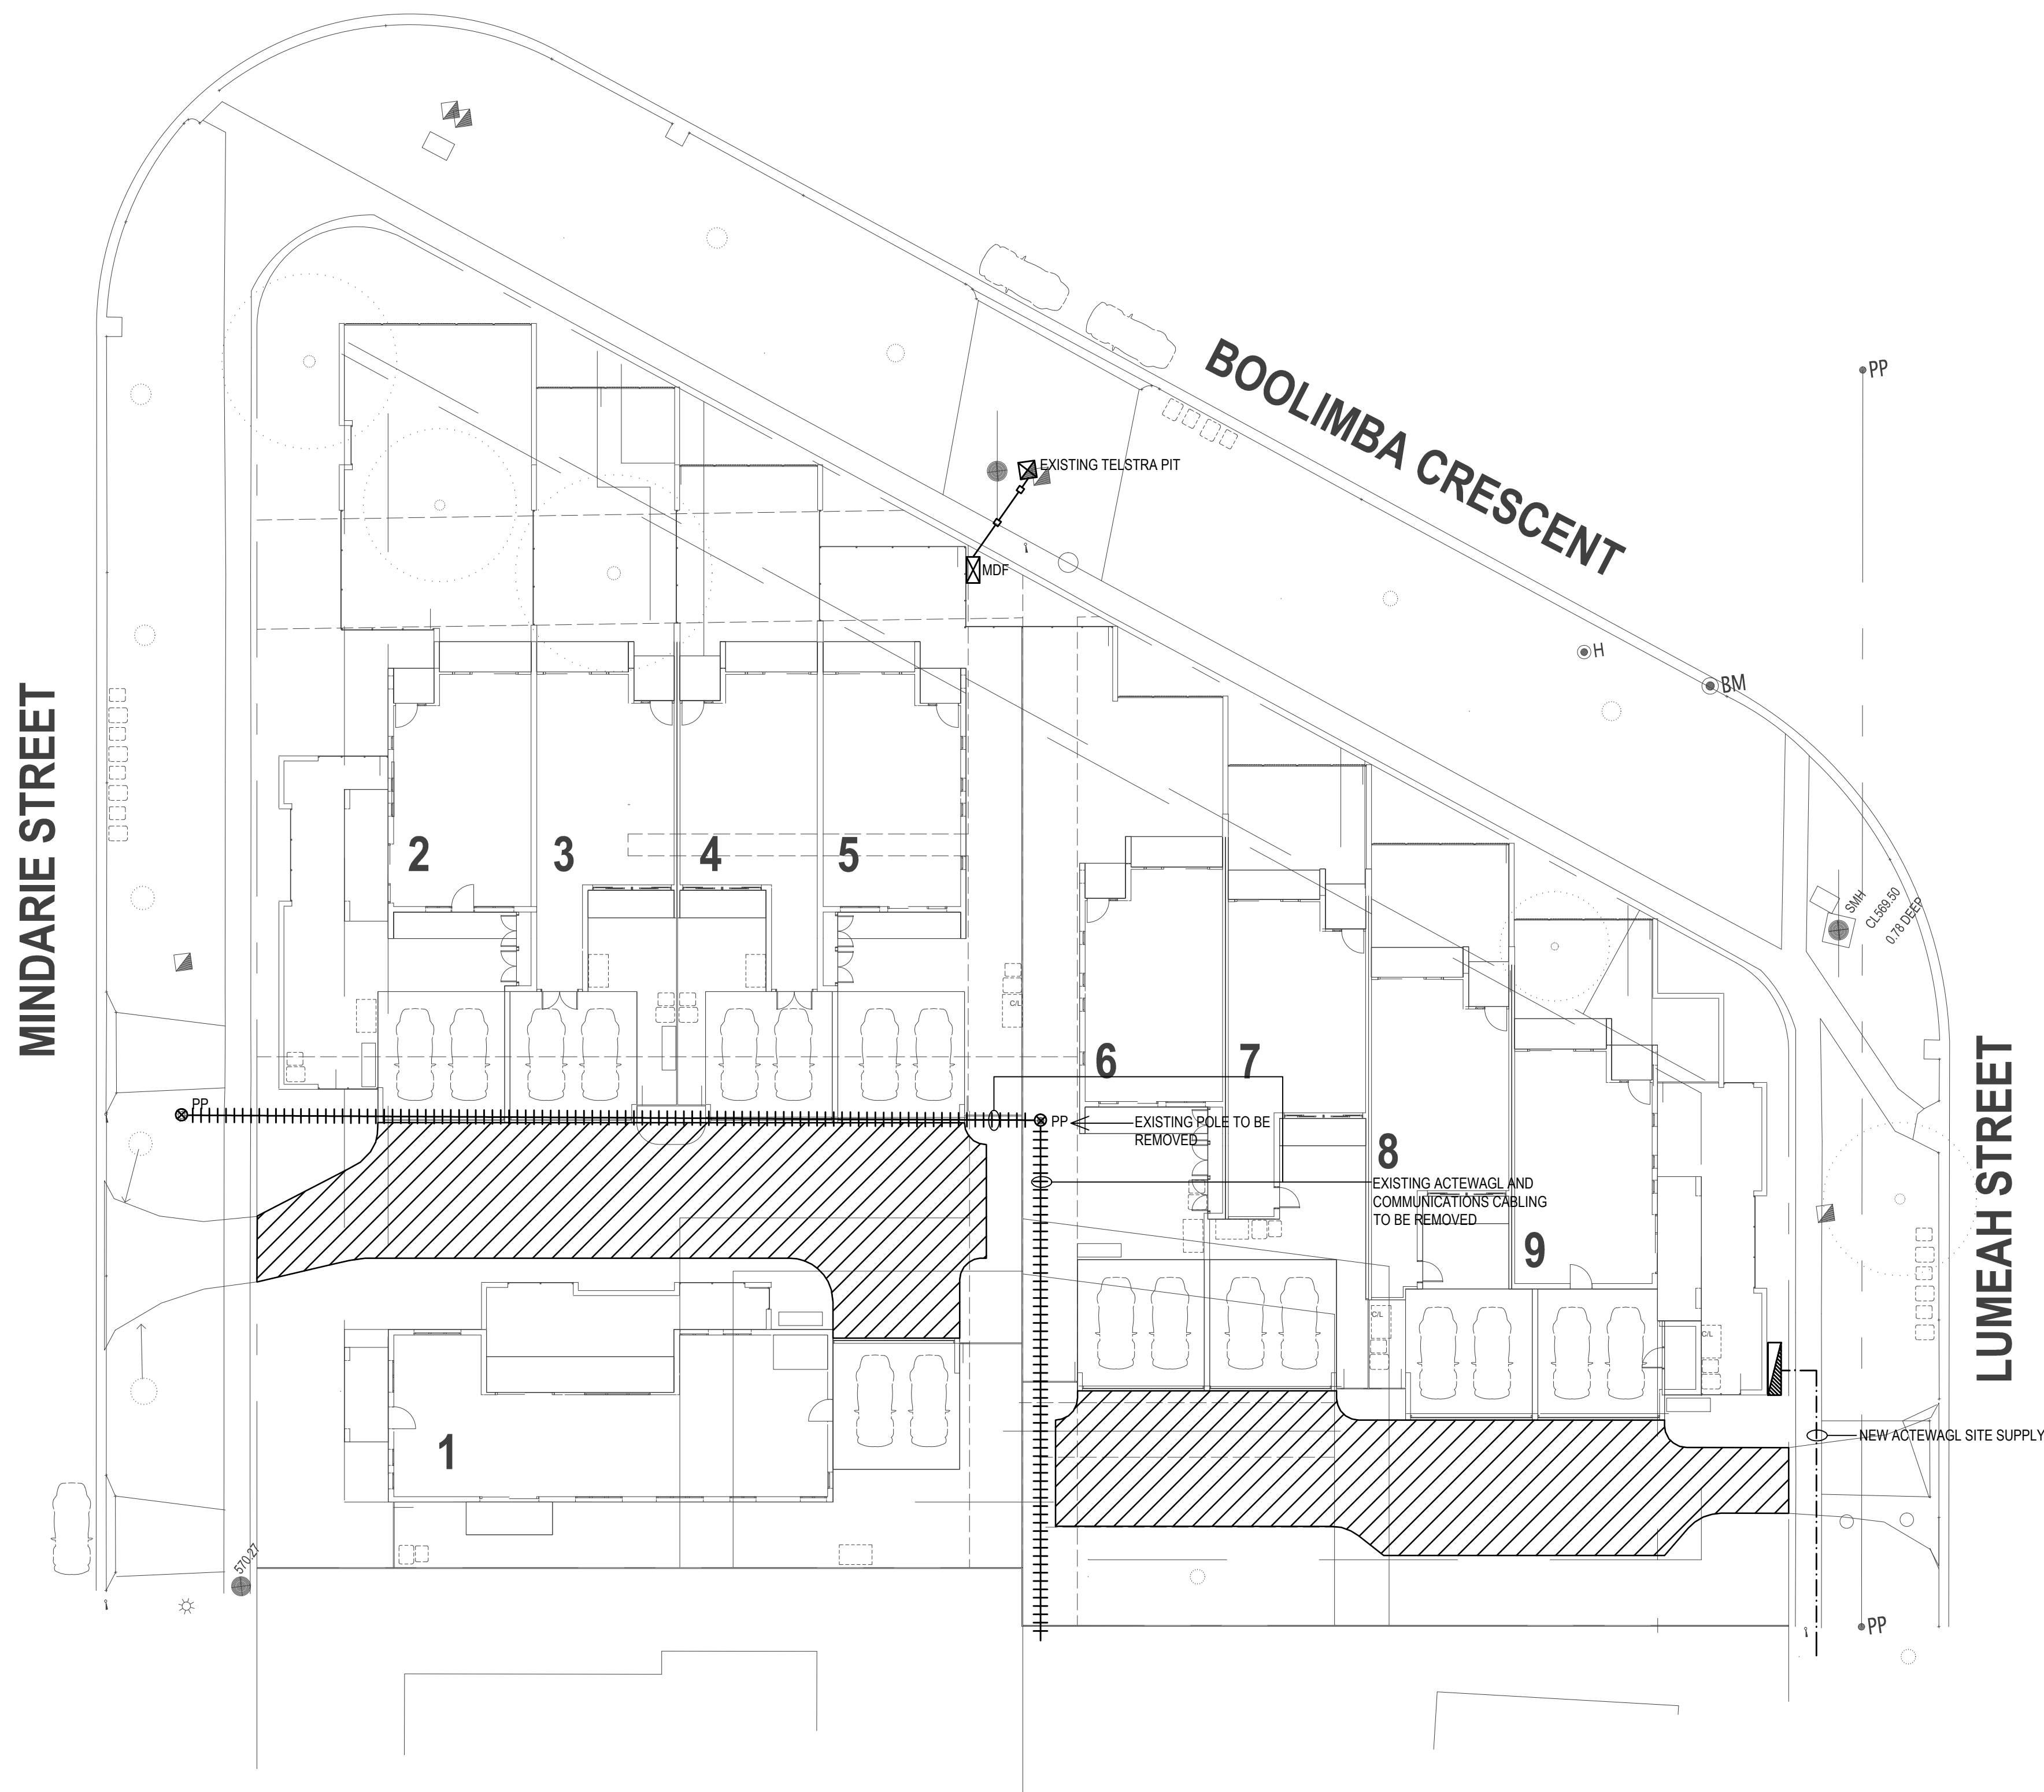 BOOLIMBA CRESCENT
PP
EXISTING TELSTRA PIT
MDF
H
BM
MINDARIE STREET
2
3
4
5
SMH
CL569.50
0.78 DEEP
C/L
6
7
LUMEAH STREET
PP
PP
EXISTING POLE TO BE
REMOVED
8
EXISTING ACTEWAGL AND
COMMUNICATIONS CABLING
TO BE REMOVED
9
C/L
C/L
1
NEW ACTEWAGL SITE SUPPLY
570.27
PP